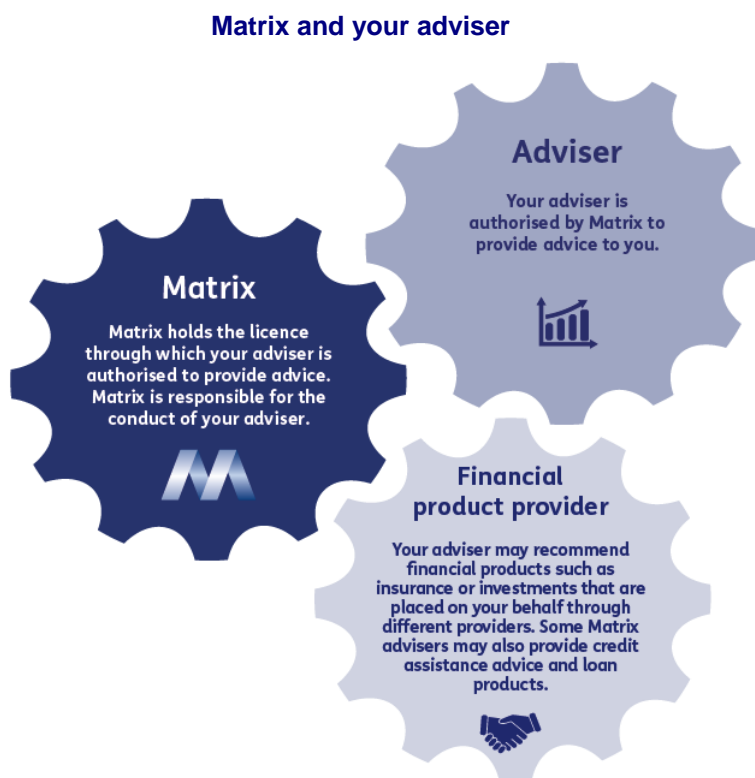 Matrix and your adviser
Adviser
Your adviser is
authorised by Matrix to
provide advice to you.
Matrix
Matrix holds the licence
through which your adviser is
authorised to provide advice.
Matrix is responsible for the
conduct of your adviser.
Financial
product provider
Your adviser may recommend
financial products such as
insurance or investments that are
placed on your behalf through
different providers. Some Matrix
advisers may also provide credit
assistance advice and loan
products.